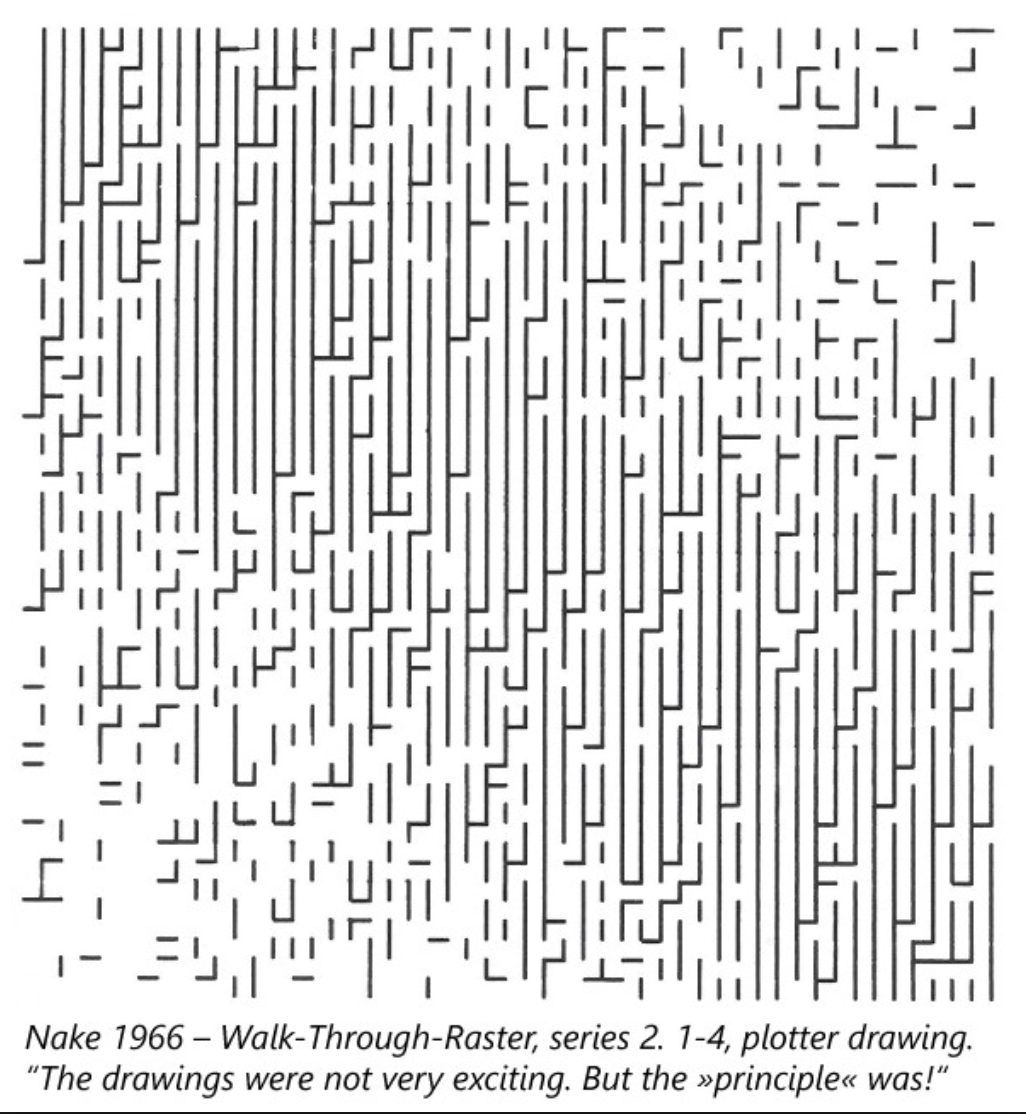 Nake 1966 – Walk-Through-Raster, series 2. 1-4, plotter drawing.
“The drawings were not very exciting. But the »principle« was!“